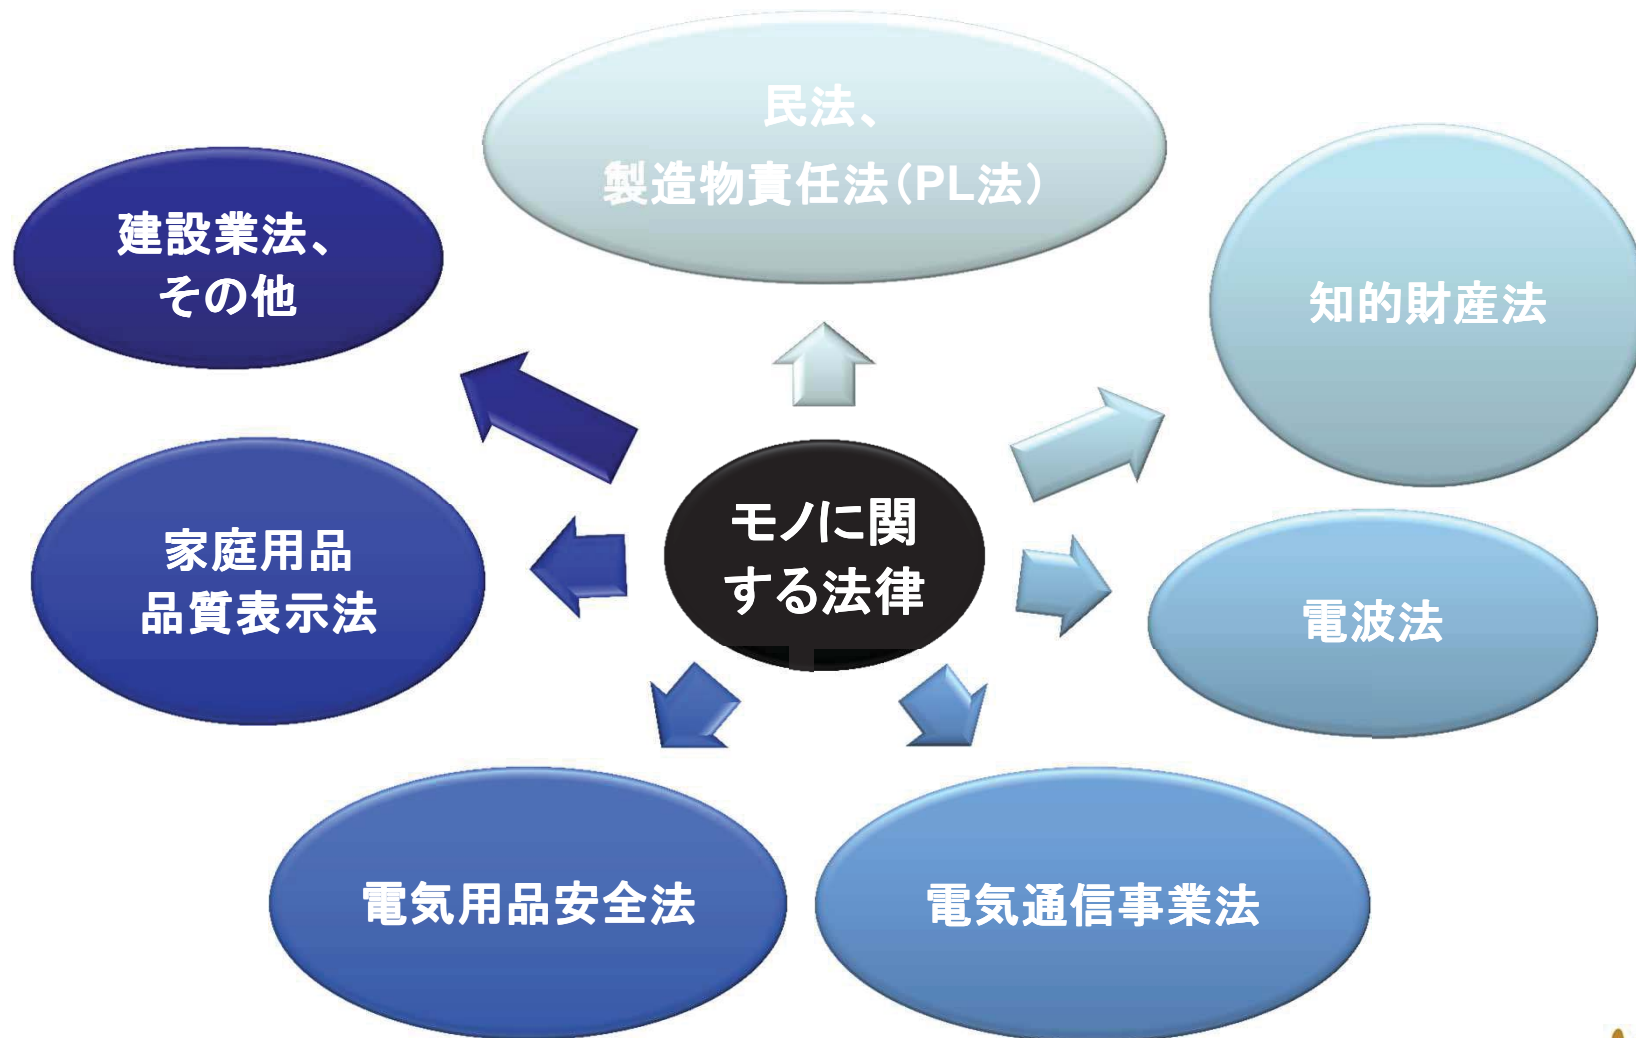 民法、
製造物責任法（PL法）
建設業法、
その他
知的財産法
モノに関
する法律
家庭用品
品質表示法
電波法
電気用品安全法
電気通信事業法